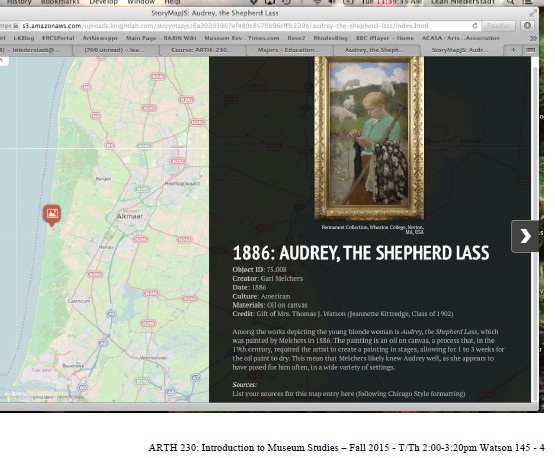 History Bookmarks Develop Window Help Tue 11:39:35 AM Leah Niederstadt
StoryMapJS: Audrey, the Shepherd Lass
s3.amazonaws.com/uploads.knightlab.com/storymapjs/
/audrey-the-shepherd-lass/index.html Reader
LKBlog FRCSPortal ArtNewsppr Main Page - RARIN Wiki Museum Rev...Times.com Rose2 RhodesBlog BBC iPlayer - Home ACASA : Arts...Association
(760 unread) - Course: ARTH-230... Majors - Education... Audrey, the Sheph... StoryMapJS: Audr...
Bergen
Heerhugowaard
Alkmaar
Heiloo
Castricum
Beverwijk
Permanent Collection, Wheaton College, Norton,
MA, USA
1886: AUDREY, THE SHEPHERD LASS
Object ID: 75.008
Creator: Gari Melchers
Date: 1886
Culture: American
Materials: Oil on canvas
Credit: Gift of Mrs. Thomas J. Watson (Jeannette Kittredge, Class of 1902)
Among the works depicting the young blonde woman is Audrey, the Shepherd Lass, which
was painted by Melchers in 1886. The painting is an oil on canvas, a process that, in the
19th century, required the artist to create a painting in stages, allowing for 1 to 3 weeks for
the oil paint to dry. This mean that Melchers likely knew Audrey well, as she appears to
have posed for him often, in a wide variety of settings.
Sources:
List your sources for this map entry here (following Chicago Style formatting)
ARTH 230: Introduction to Museum Studies – Fall 2015 - T/Th 2:00-3:20pm Watson 145 - 4